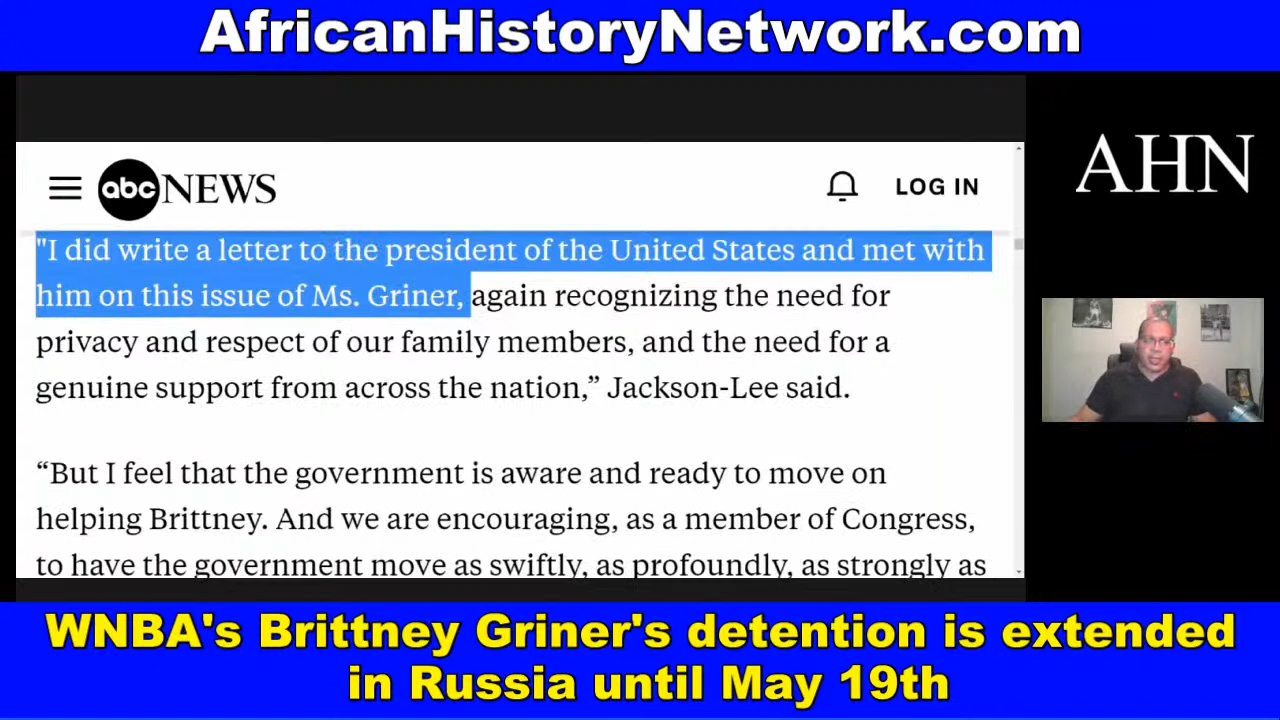 AfricanHistoryNetwork.com
AHN
abc NEWS
LOG IN
"I did write a letter to the president of the United States and met with
him on this issue of Ms. Griner, again recognizing the need for
privacy and respect of our family members, and the need for a
genuine support from across the nation,” Jackson-Lee said.
“But I feel that the government is aware and ready to move on
helping Brittney. And we are encouraging, as a member of Congress,
to have the government move as swiftly, as profoundly, as strongly as
WNBA's Brittney Griner's detention is extended
in Russia until May 19th